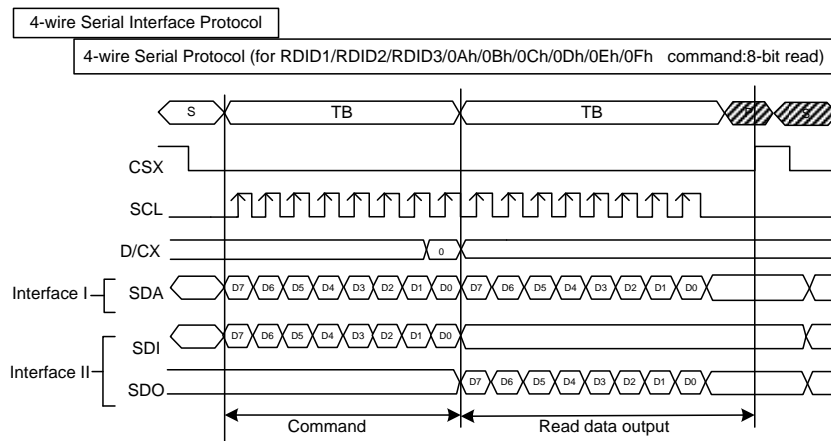 4-wire Serial Interface Protocol
4-wire Serial Protocol (for RDID1/RDID2/RDID3/0Ah/0Bh/0Ch/0Dh/0Eh/0Fh command:8-bit read)
S TB TB P S
CSX
SCL
D/CX 0
Interface I SDA D7 D6 D5 D4 D3 D2 D1 D0 D7 D6 D5 D4 D3 D2 D1 D0
SDI D7 D6 D5 D4 D3 D2 D1 D0
Interface II
SDO D7 D6 D5 D4 D3 D2 D1 D0
Command Read data output